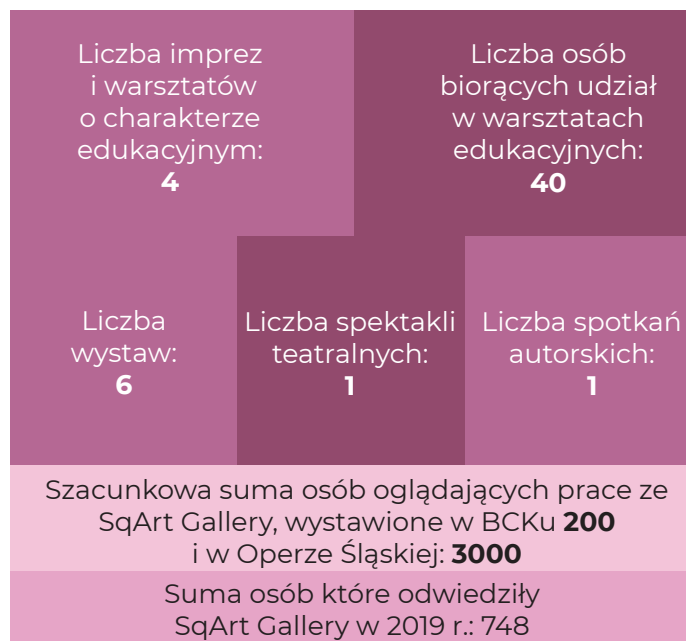 Liczba imprez
i warsztatów
o charakterze
edukacyjnym:
4
Liczba osób
biorących udział
w warsztatach
edukacyjnych:
40
Liczba
wystaw:
6
Liczba spektakli
teatralnych:
1
Liczba spotkań
autorskich:
1
Szacunkowa suma osób oglądających prace ze
SqArt Gallery, wystawione w BCKu 200
i w Operze Śląskiej: 3000
Suma osób które odwiedziły
SqArt Gallery w 2019 r.: 748